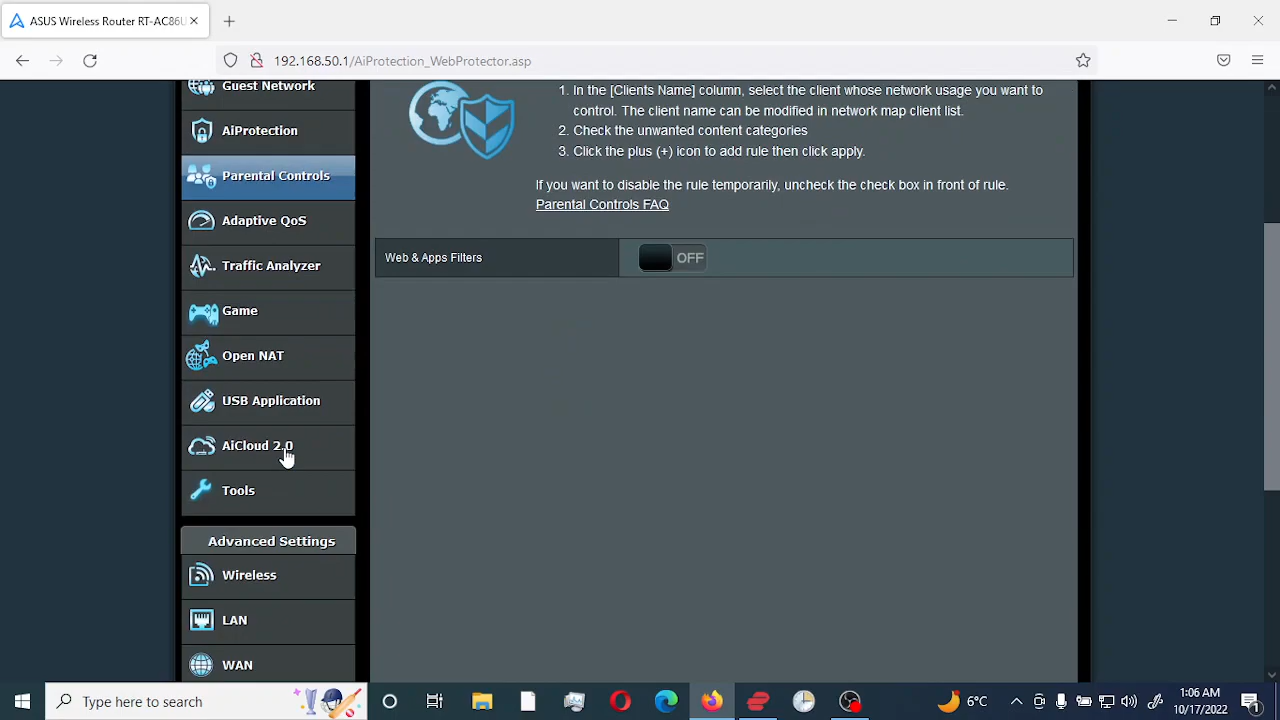 ASUS Wireless Router RT-AC86U
192.168.50.1/AiProtection_WebProtector.asp
Guest Network
AiProtection
Parental Controls
Adaptive QoS
Traffic Analyzer
Game
Open NAT
USB Application
AiCloud 2.0
Tools
Advanced Settings
Wireless
LAN
WAN
1. In the [Clients Name] column, select the client whose network usage you want to
control. The client name can be modified in network map client list.
2. Check the unwanted content categories
3. Click the plus (+) icon to add rule then click apply.
If you want to disable the rule temporarily, uncheck the check box in front of rule.
Parental Controls FAQ
Web & Apps Filters
OFF
Type here to search
6°C
1:06 AM
10/17/2022
1